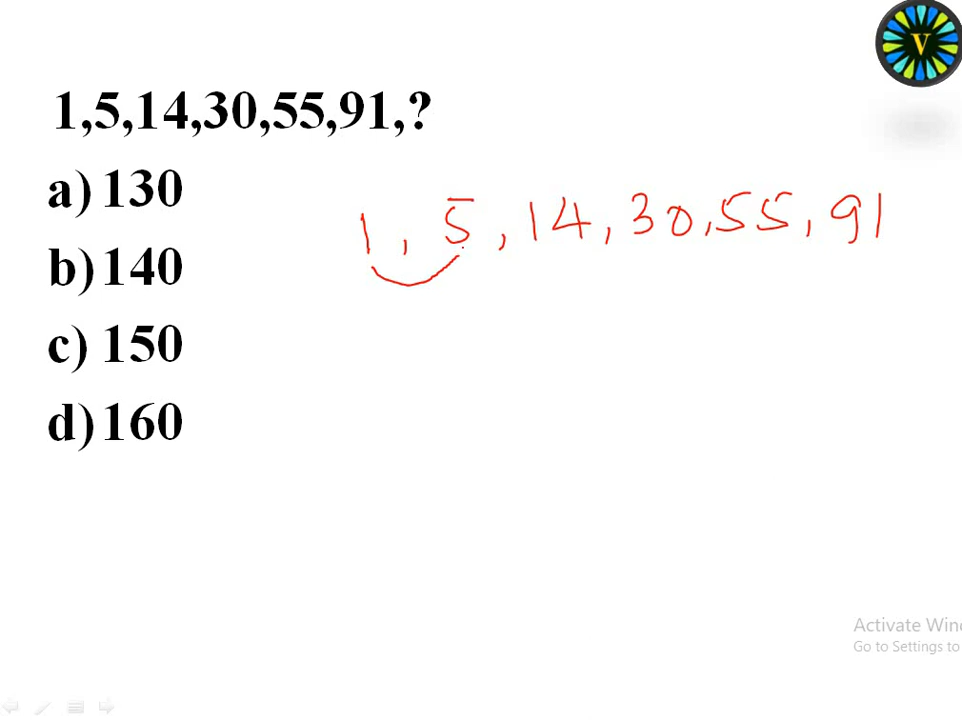 V
1,5,14,30,55,91,?
a) 130
1, 5, 14, 30, 55, 91
b) 140
c) 150
d) 160
Activate Win
Go to Settings to